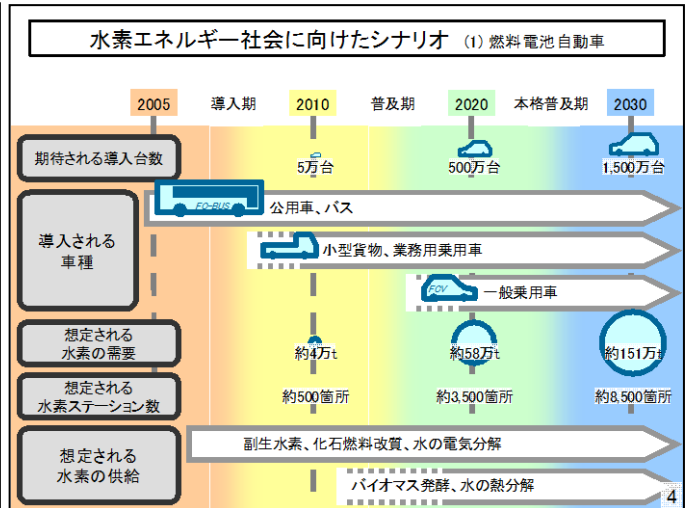 水素エネルギー社会に向けたシナリオ (1) 燃料電池自動車
2005 導入期 2010 普及期 2020 本格普及期 2030
期待される導入台数
5万台 500万台 1,500万台
導入される
車種
FC-BUS 公用車、バス
小型貨物、業務用乗用車
FCV 一般乗用車
想定される
水素の需要
約4万t 約58万t 約151万t
想定される
水素ステーション数
約500箇所 約3,500箇所 約8,500箇所
想定される
水素の供給
副生水素、化石燃料改質、水の電気分解
バイオマス発酵、水の熱分解
4